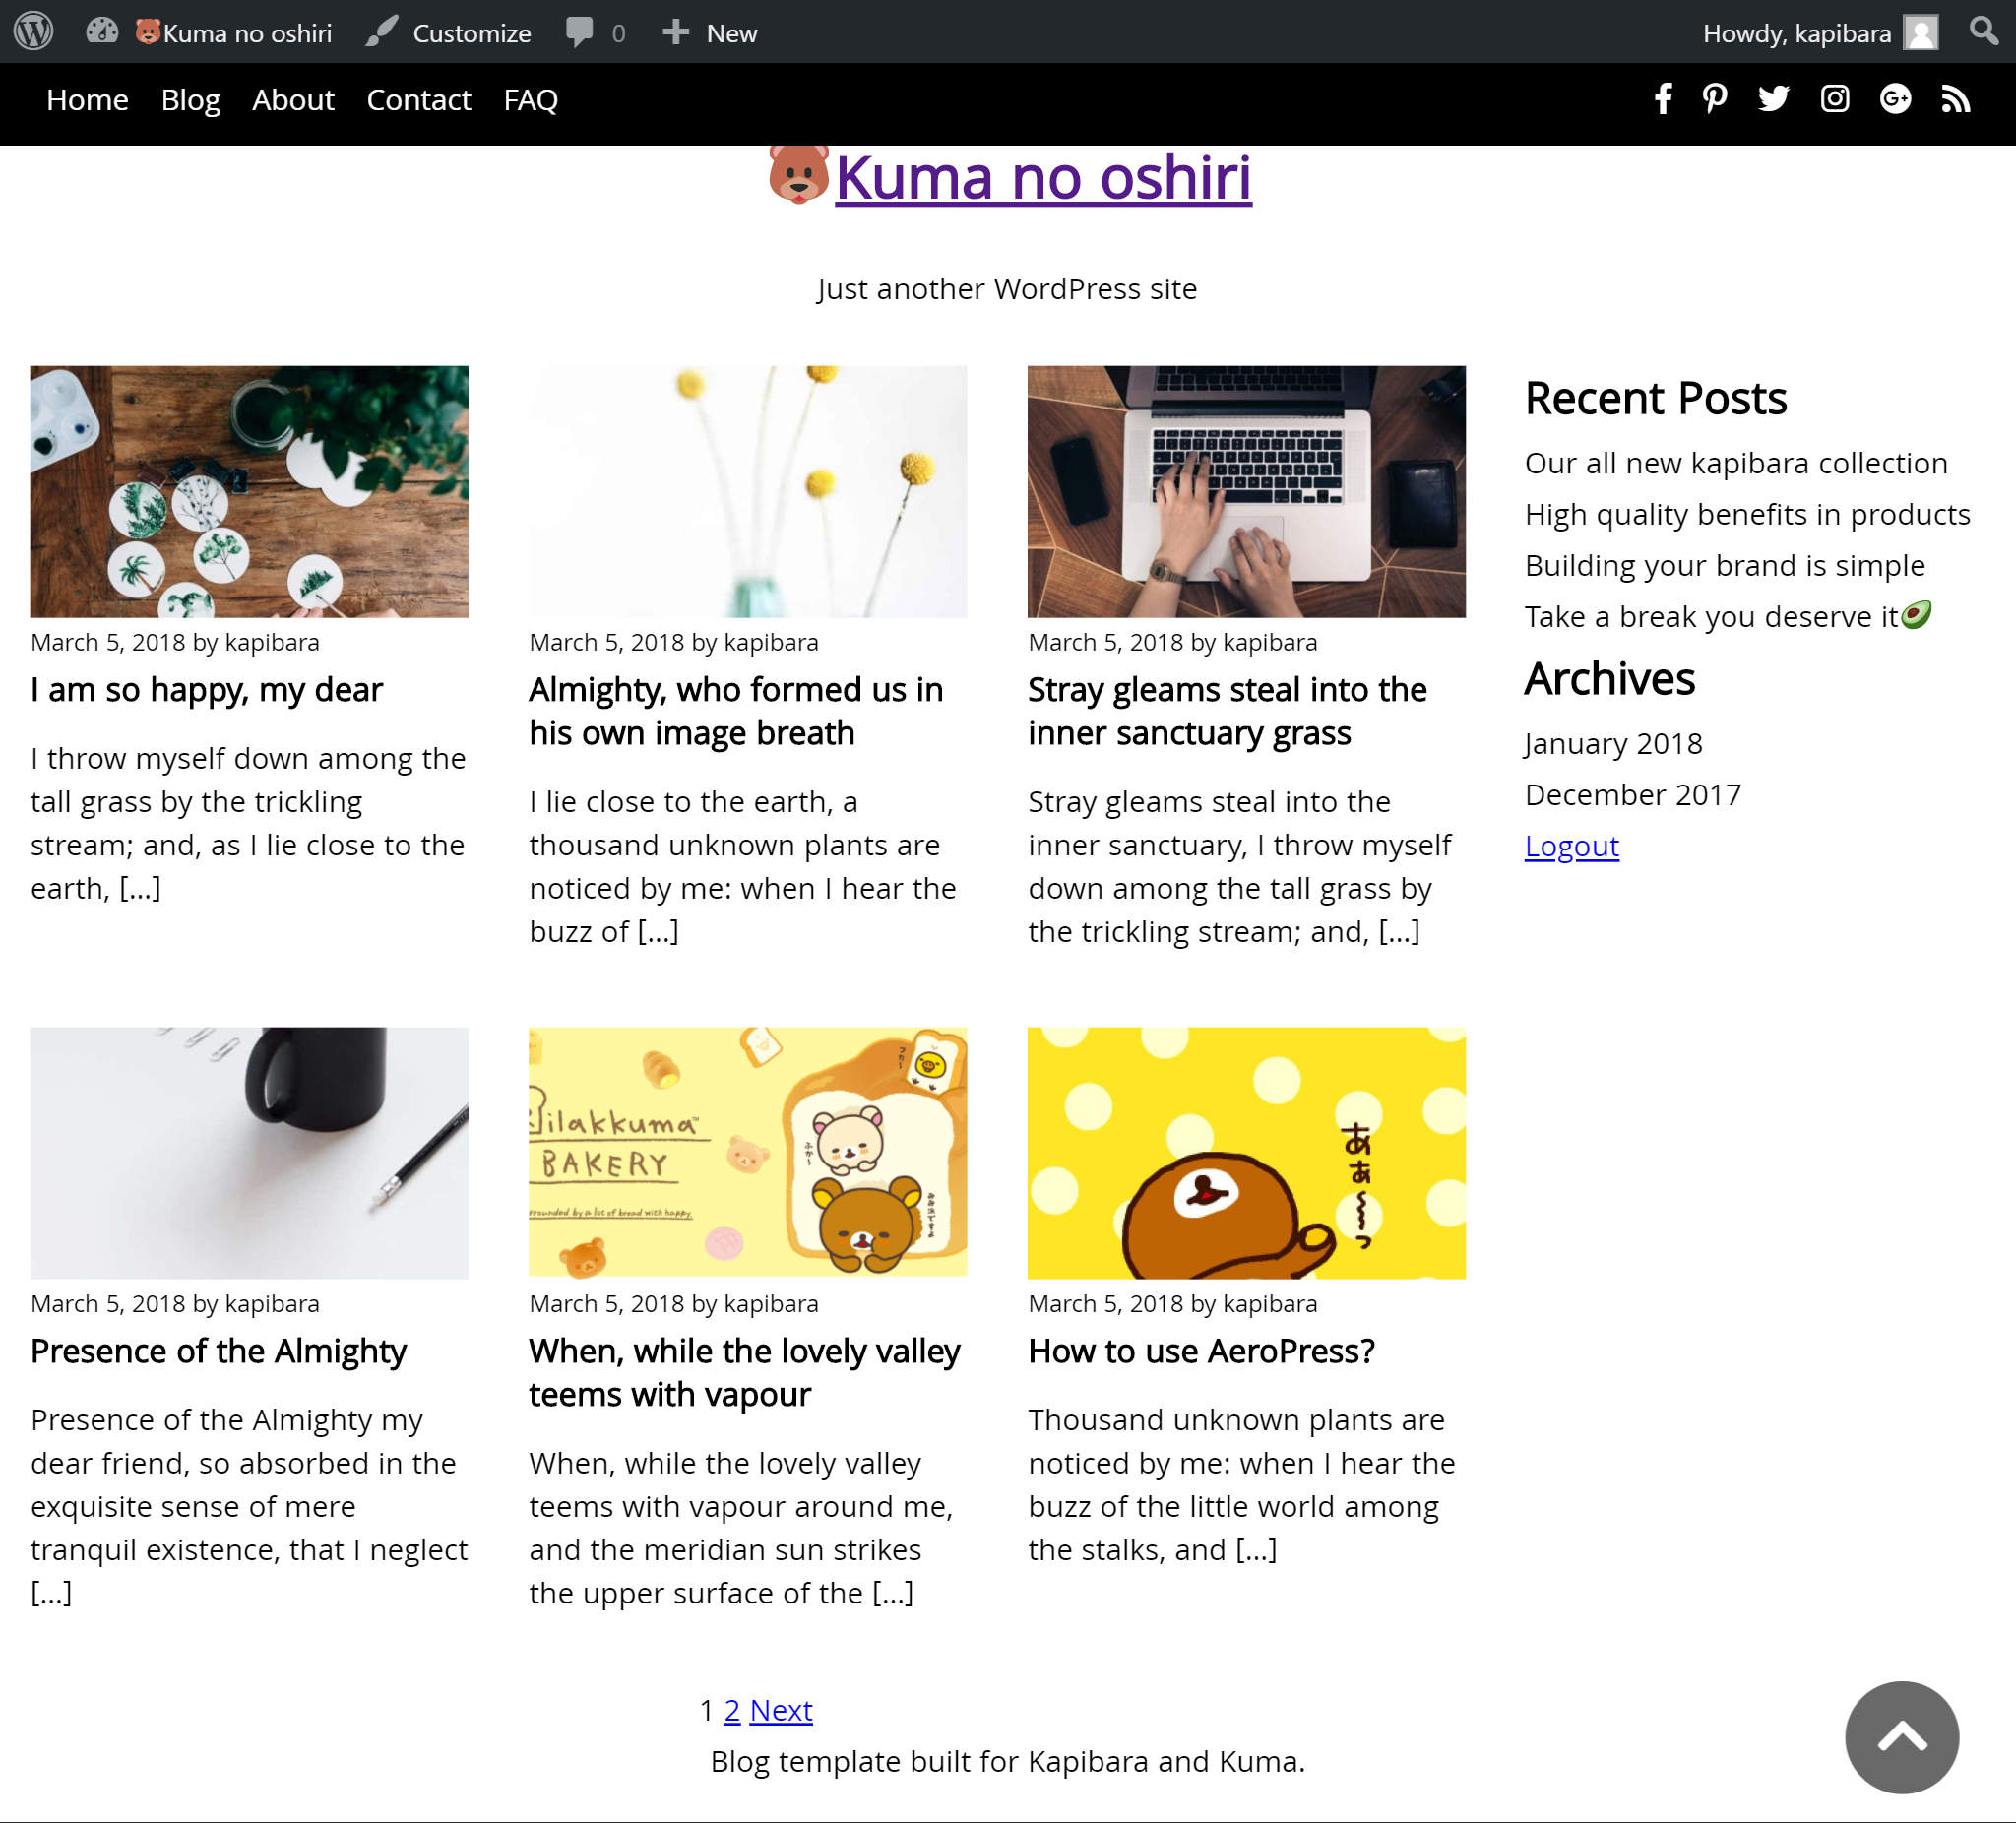 🐻Kuma no oshiri Customize 0 New Howdy, kapibara
Home Blog About Contact FAQ
🐻Kuma no oshiri
Just another WordPress site
March 5, 2018 by kapibara
I am so happy, my dear
I throw myself down among the
tall grass by the trickling
stream; and, as I lie close to the
earth, [...]
March 5, 2018 by kapibara
Almighty, who formed us in
his own image breath
I lie close to the earth, a
thousand unknown plants are
noticed by me: when I hear the
buzz of [...]
March 5, 2018 by kapibara
Stray gleams steal into the
inner sanctuary grass
Stray gleams steal into the
inner sanctuary, I throw myself
down among the tall grass by
the trickling stream; and, [...]
Recent Posts
Our all new kapibara collection
High quality benefits in products
Building your brand is simple
Take a break you deserve it🥑
Archives
January 2018
December 2017
Logout
March 5, 2018 by kapibara
Presence of the Almighty
Presence of the Almighty my
dear friend, so absorbed in the
exquisite sense of mere
tranquil existence, that I neglect
[...]
ilakkuma™
BAKERY
rrounded by a lot of bread with happy.
March 5, 2018 by kapibara
When, while the lovely valley
teems with vapour
When, while the lovely valley
teems with vapour around me,
and the meridian sun strikes
the upper surface of the [...]
あぁ〜っ
March 5, 2018 by kapibara
How to use AeroPress?
Thousand unknown plants are
noticed by me: when I hear the
buzz of the little world among
the stalks, and [...]
1 2 Next
Blog template built for Kapibara and Kuma.